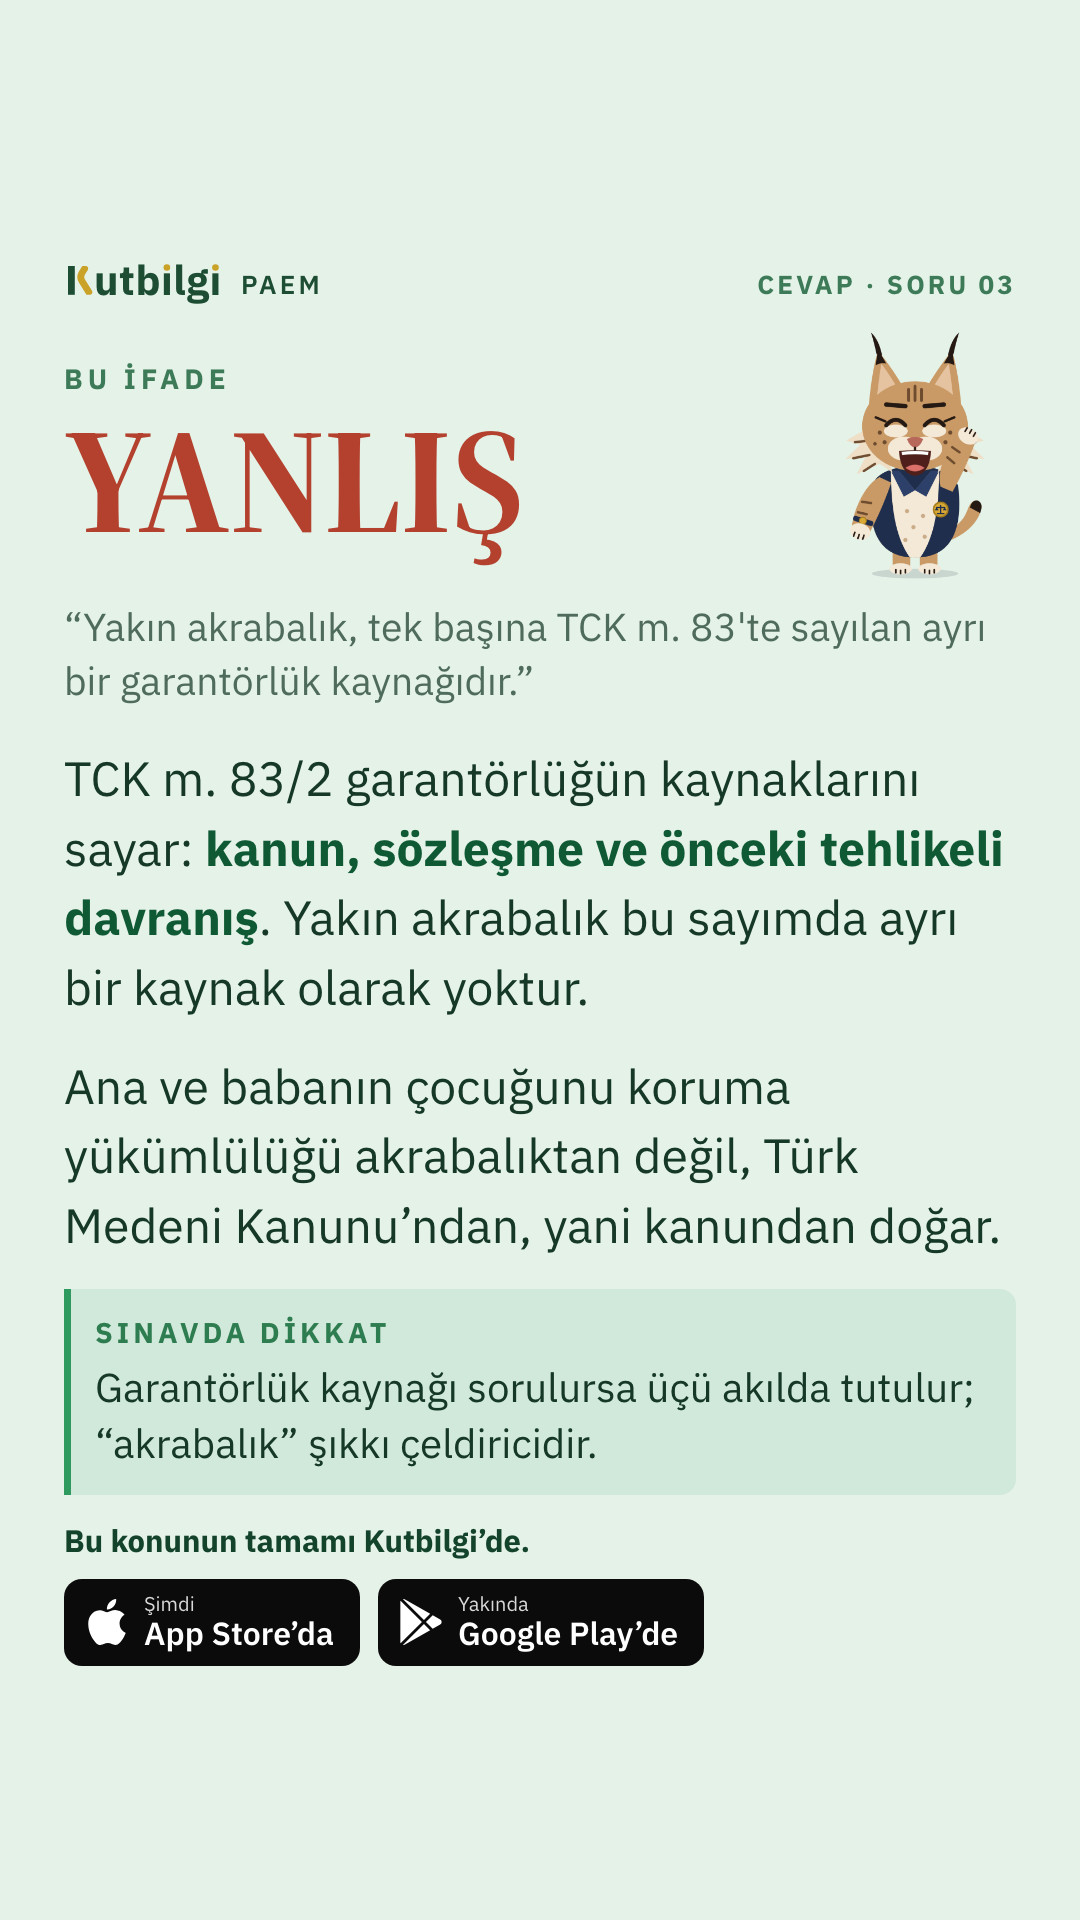 Kutbilgi PAEM
CEVAP · SORU 03
BU İFADE
YANLIŞ
“Yakın akrabalık, tek başına TCK m. 83'te sayılan ayrı
bir garantörlük kaynağıdır.”
TCK m. 83/2 garantörlüğün kaynaklarını
sayar: kanun, sözleşme ve önceki tehlikeli
davranış. Yakın akrabalık bu sayımda ayrı
bir kaynak olarak yoktur.
Ana ve babanın çocuğunu koruma
yükümlülüğü akrabalıktan değil, Türk
Medeni Kanunu’ndan, yani kanundan doğar.
SINAVDA DİKKAT
Garantörlük kaynağı sorulursa üçü akılda tutulur;
“akrabalık” şıkkı çeldiricidir.
Bu konunun tamamı Kutbilgi’de.
Şimdi
App Store’da
Yakında
Google Play’de